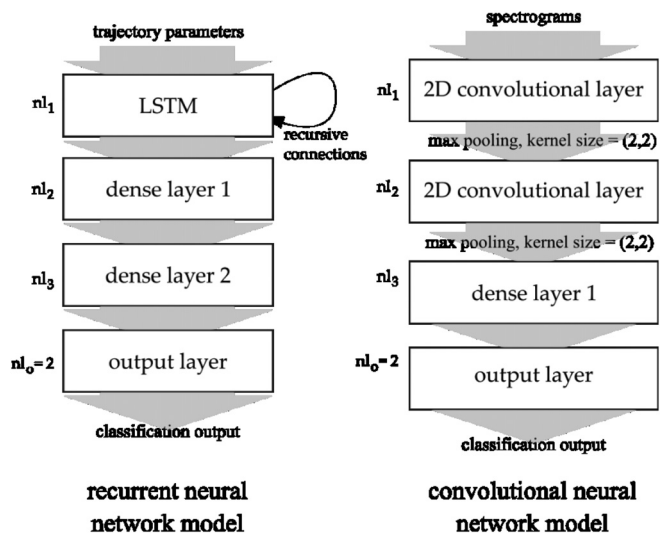 trajectory parameters
nl1
LSTM
recursive
connections
nl2
dense layer 1
nl3
dense layer 2
nlo=2
output layer
classification output
recurrent neural
network model
spectrograms
nl1
2D convolutional layer
max pooling, kernel size = (2,2)
nl2
2D convolutional layer
max pooling, kernel size = (2,2)
nl3
dense layer 1
nlo=2
output layer
classification output
convolutional neural
network model